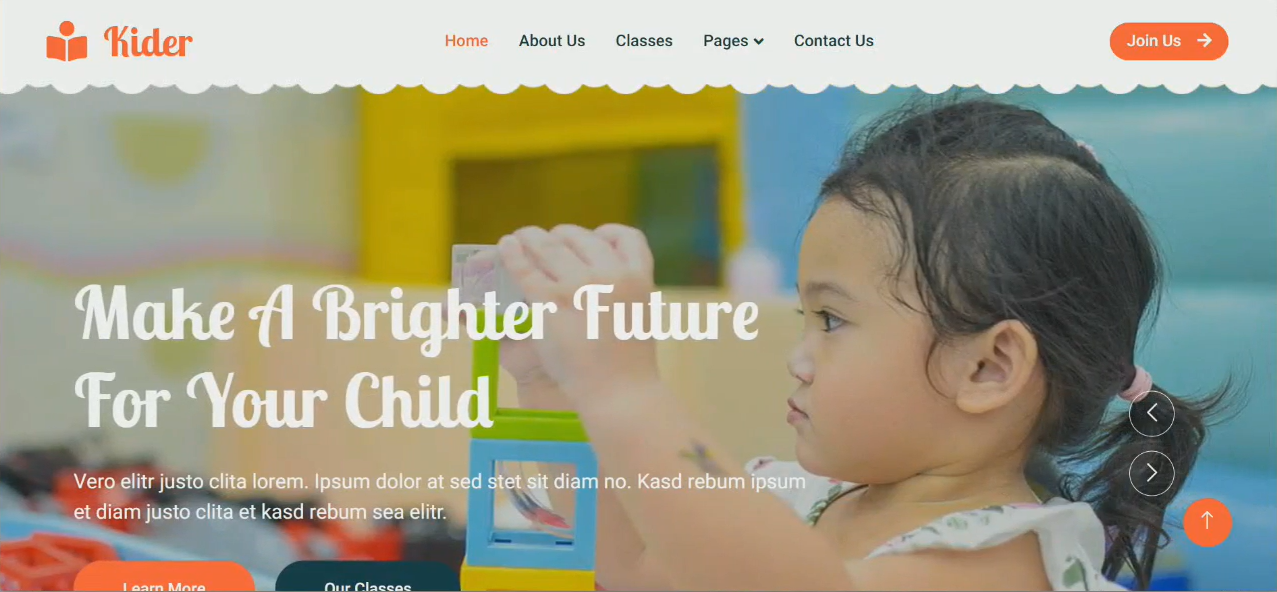 Kider
Home About Us Classes Pages Contact Us
Join Us
Make A Brighter Future
For Your Child
Vero elitr justo clita lorem. Ipsum dolor at sed stet sit diam no. Kasd rebum ipsum
et diam justo clita et kasd rebum sea elitr.
Learn More Our Classes